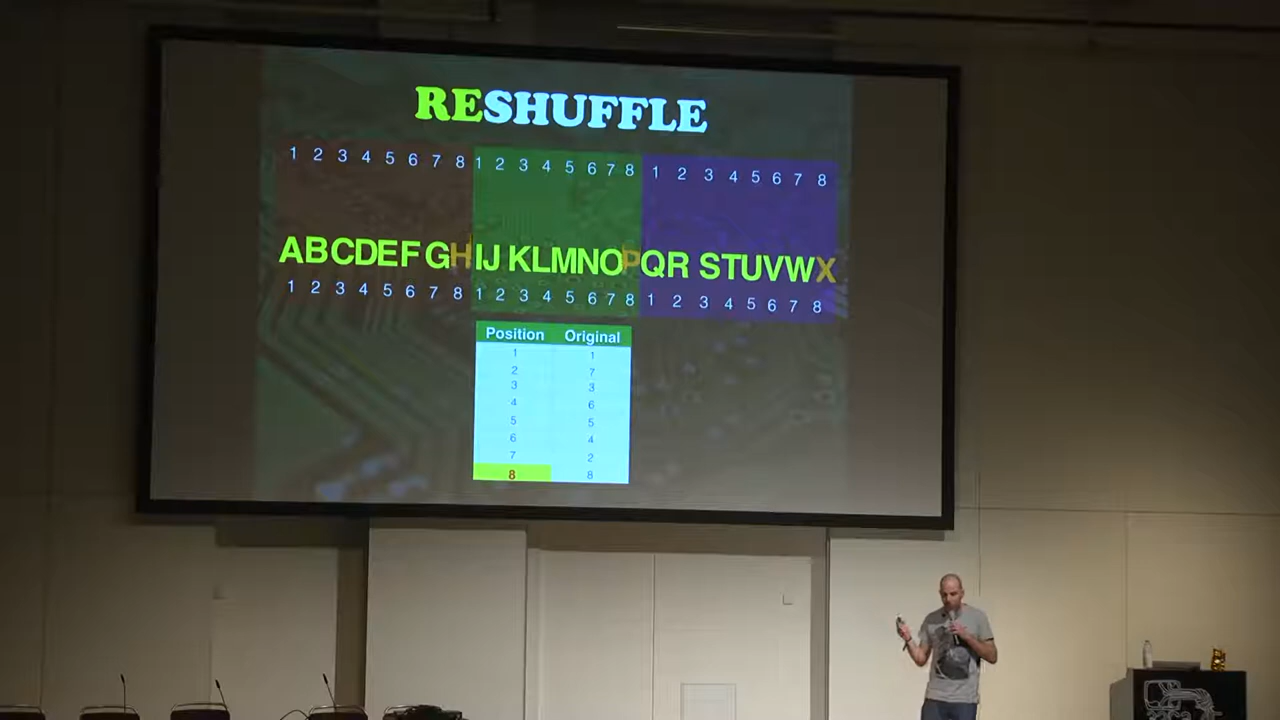 RESHUFFLE
1 2 3 4 5 6 7 8 1 2 3 4 5 6 7 8 1 2 3 4 5 6 7 8
ABCDEFGHIJKLMNOPQRSTUVWX
1 2 3 4 5 6 7 8 1 2 3 4 5 6 7 8 1 2 3 4 5 6 7 8
Position Original
1 1
2 7
3 3
4 6
5 5
6 4
7 2
8 8